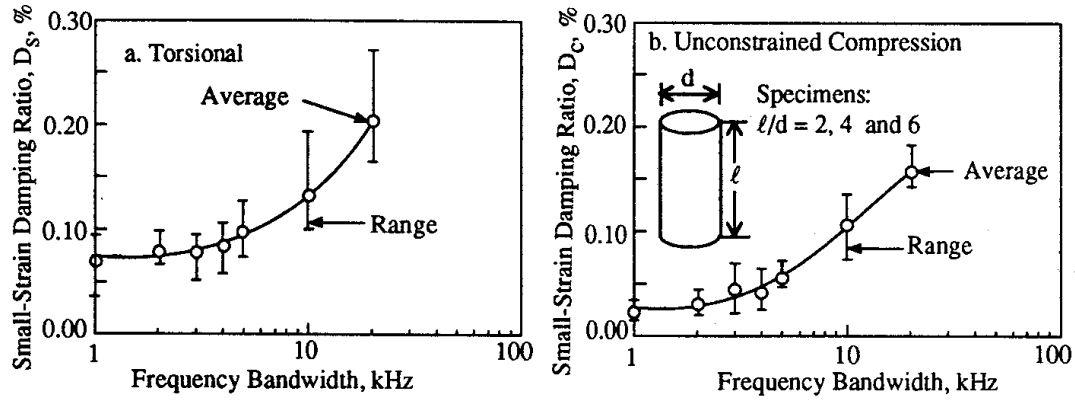 Small-Strain Damping Ratio, D_S, %
0.30
0.20
0.10
0.00
a. Torsional
Average
Range
1
10
100
Frequency Bandwidth, kHz
Small-Strain Damping Ratio, D_C, %
0.30
0.20
0.10
0.00
b. Unconstrained Compression
d
Specimens:
ℓ/d = 2, 4 and 6
ℓ
Average
Range
1
10
100
Frequency Bandwidth, kHz